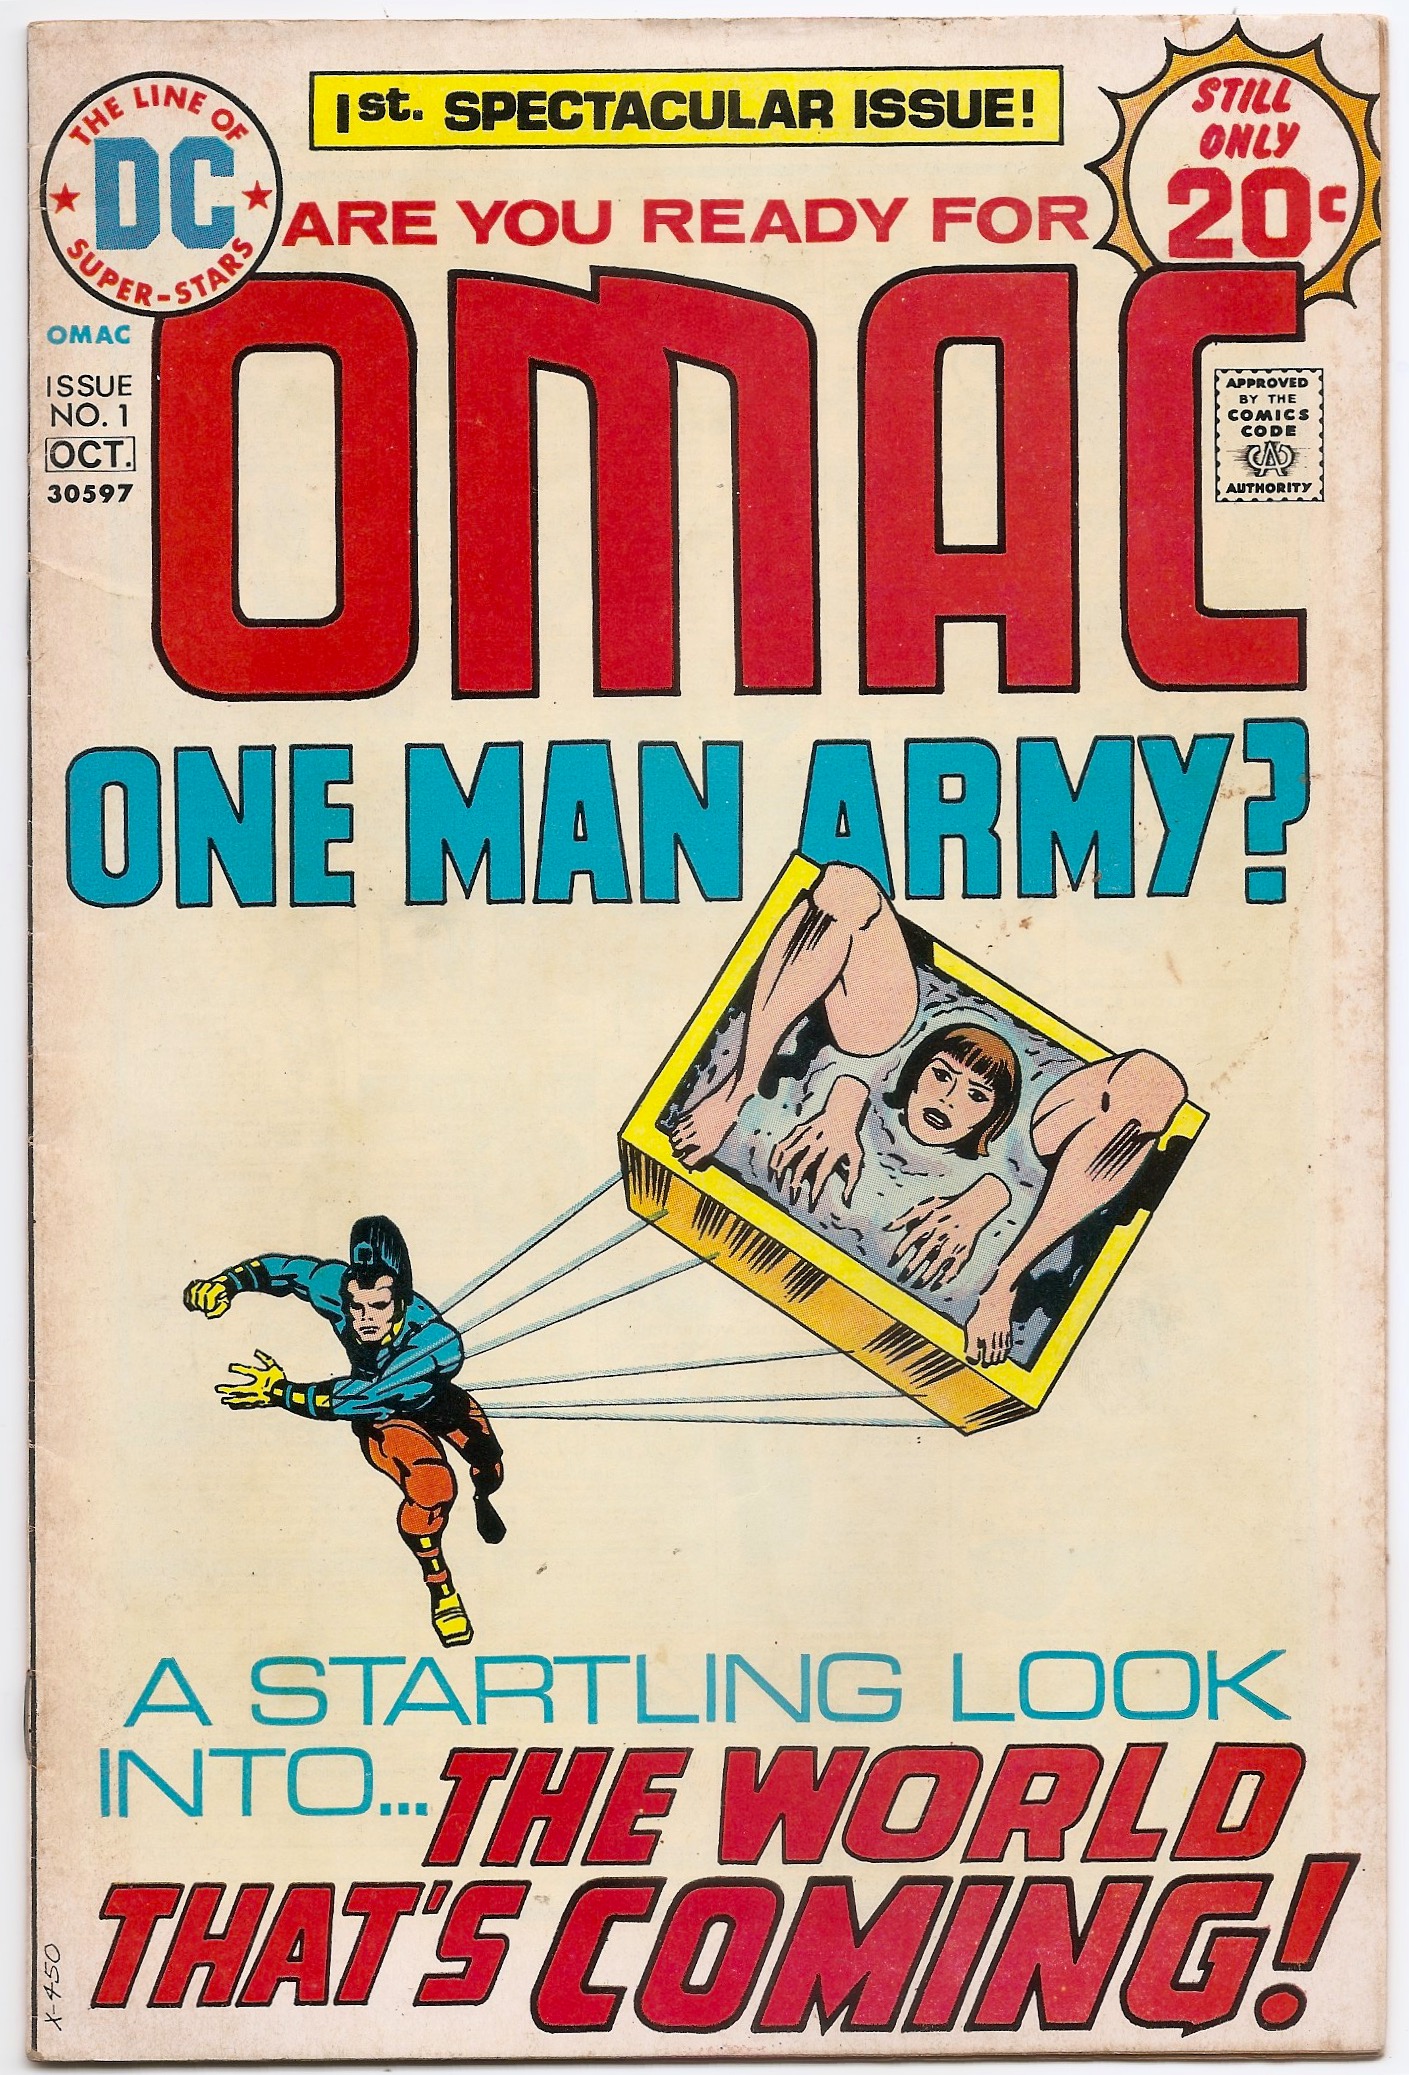 THE LINE OF
DC
SUPER-STARS
1st. SPECTACULAR ISSUE!
STILL
ONLY
20c
ARE YOU READY FOR
OMAC
OMAC
ISSUE
NO. 1
OCT.
30597
APPROVED
BY THE
COMICS
CODE
CA
AUTHORITY
ONE MAN ARMY?
A STARTLING LOOK
INTO... THE WORLD
THAT'S COMING!
X-450